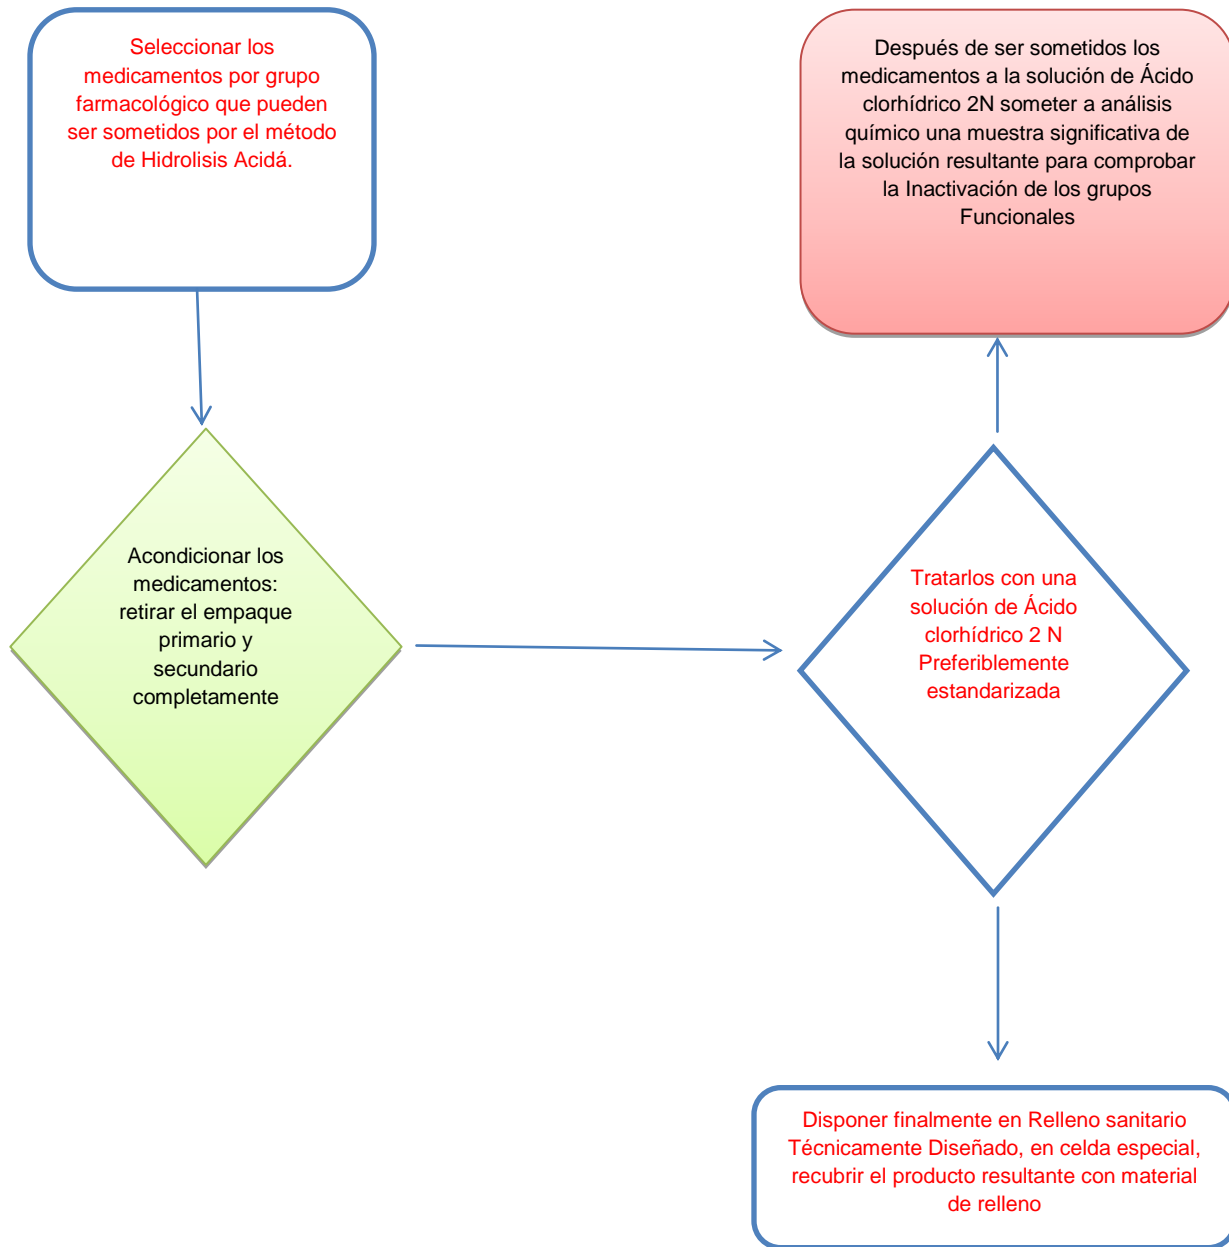 Seleccionar los
medicamentos por grupo
farmacológico que pueden
ser sometidos por el método
de Hidrolisis Acidá.
Después de ser sometidos los
medicamentos a la solución de Ácido
clorhídrico 2N someter a análisis
químico una muestra significativa de
la solución resultante para comprobar
la Inactivación de los grupos
Funcionales
Acondicionar los
medicamentos:
retirar el empaque
primario y
secundario
completamente
Tratarlos con una
solución de Ácido
clorhídrico 2 N
Preferiblemente
estandarizada
Disponer finalmente en Relleno sanitario
Técnicamente Diseñado, en celda especial,
recubrir el producto resultante con material
de relleno